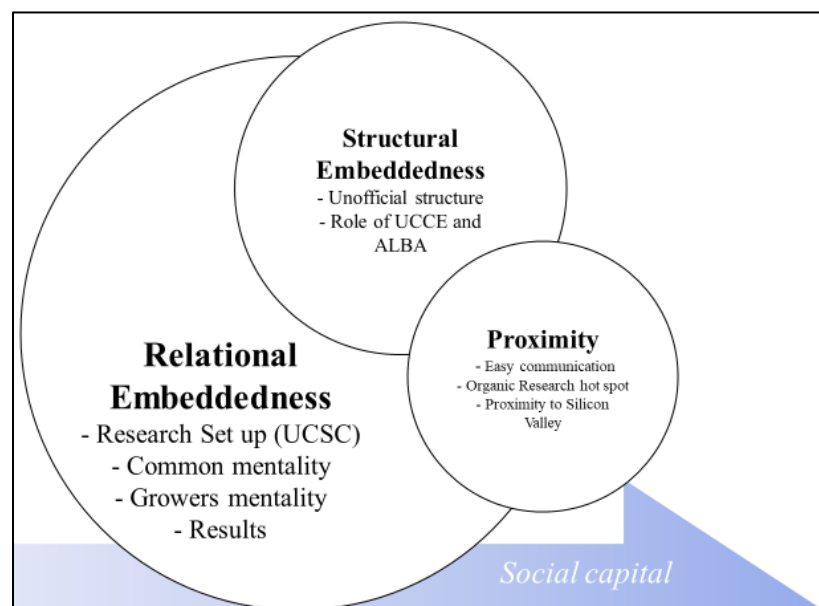 Structural
Embeddedness
- Unofficial structure
- Role of UCCE and
ALBA
Proximity
- Easy communication
- Organic Research hot spot
- Proximity to Silicon
Valley
Relational
Embeddedness
- Research Set up (UCSC)
- Common mentality
- Growers mentality
- Results
Social capital